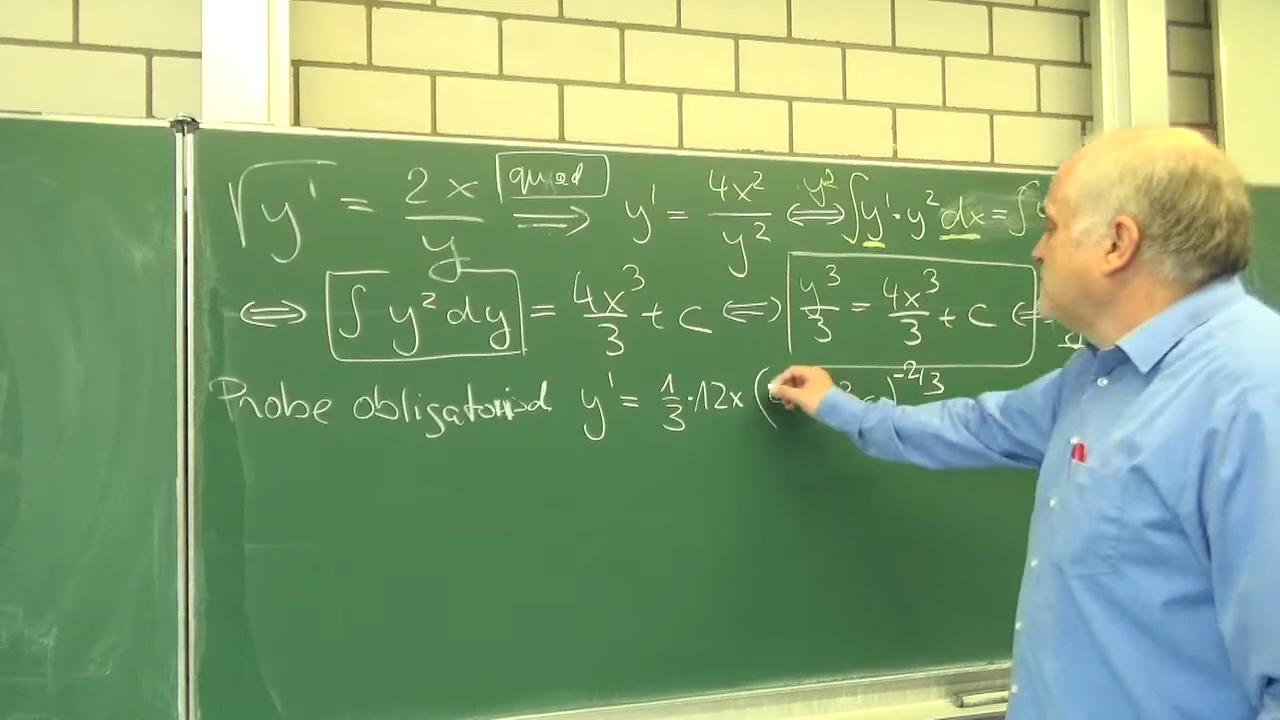 √y' = 2x/y quad ⟹ y' = 4x²/y² ⟺ y² ∫ y'·y² dx = ∫
⟺ ∫ y² dy = 4x³/3 + c ⟺ y³/3 = 4x³/3 + c ⟺
Probe obligatorisch y' = 1/3 · 12x ( )^-2/3